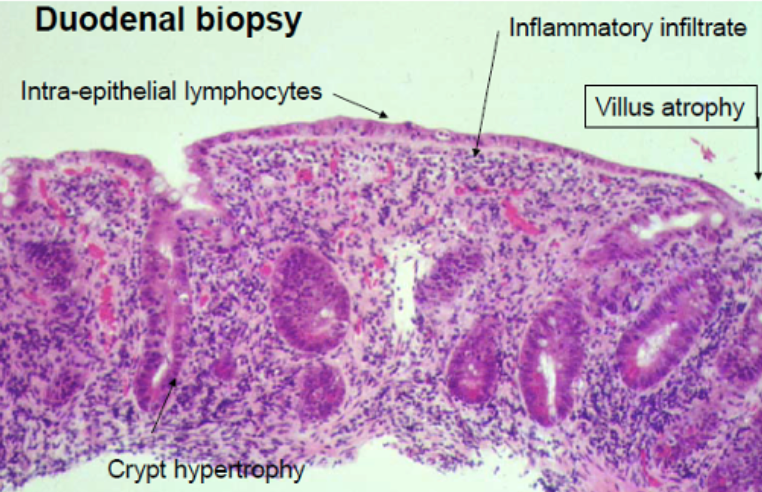 Duodenal biopsy
Inflammatory infiltrate
Intra-epithelial lymphocytes
Villus atrophy
Crypt hypertrophy